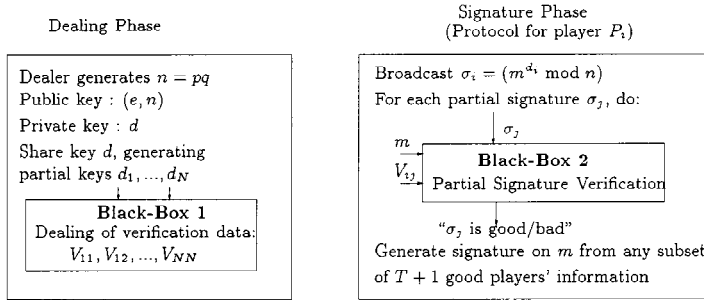 Dealing Phase
Dealer generates n = pq
Public key : (e, n)
Private key : d
Share key d, generating
partial keys d₁, ..., d_N
Black-Box 1
Dealing of verification data:
V₁₁, V₁₂, ..., V_NN
Signature Phase
(Protocol for player Pᵢ)
Broadcast σᵢ = (m^{dᵢ} mod n)
For each partial signature σⱼ, do:
σⱼ
m
Vᵢⱼ
Black-Box 2
Partial Signature Verification
“σⱼ is good/bad”
Generate signature on m from any subset
of T + 1 good players’ information